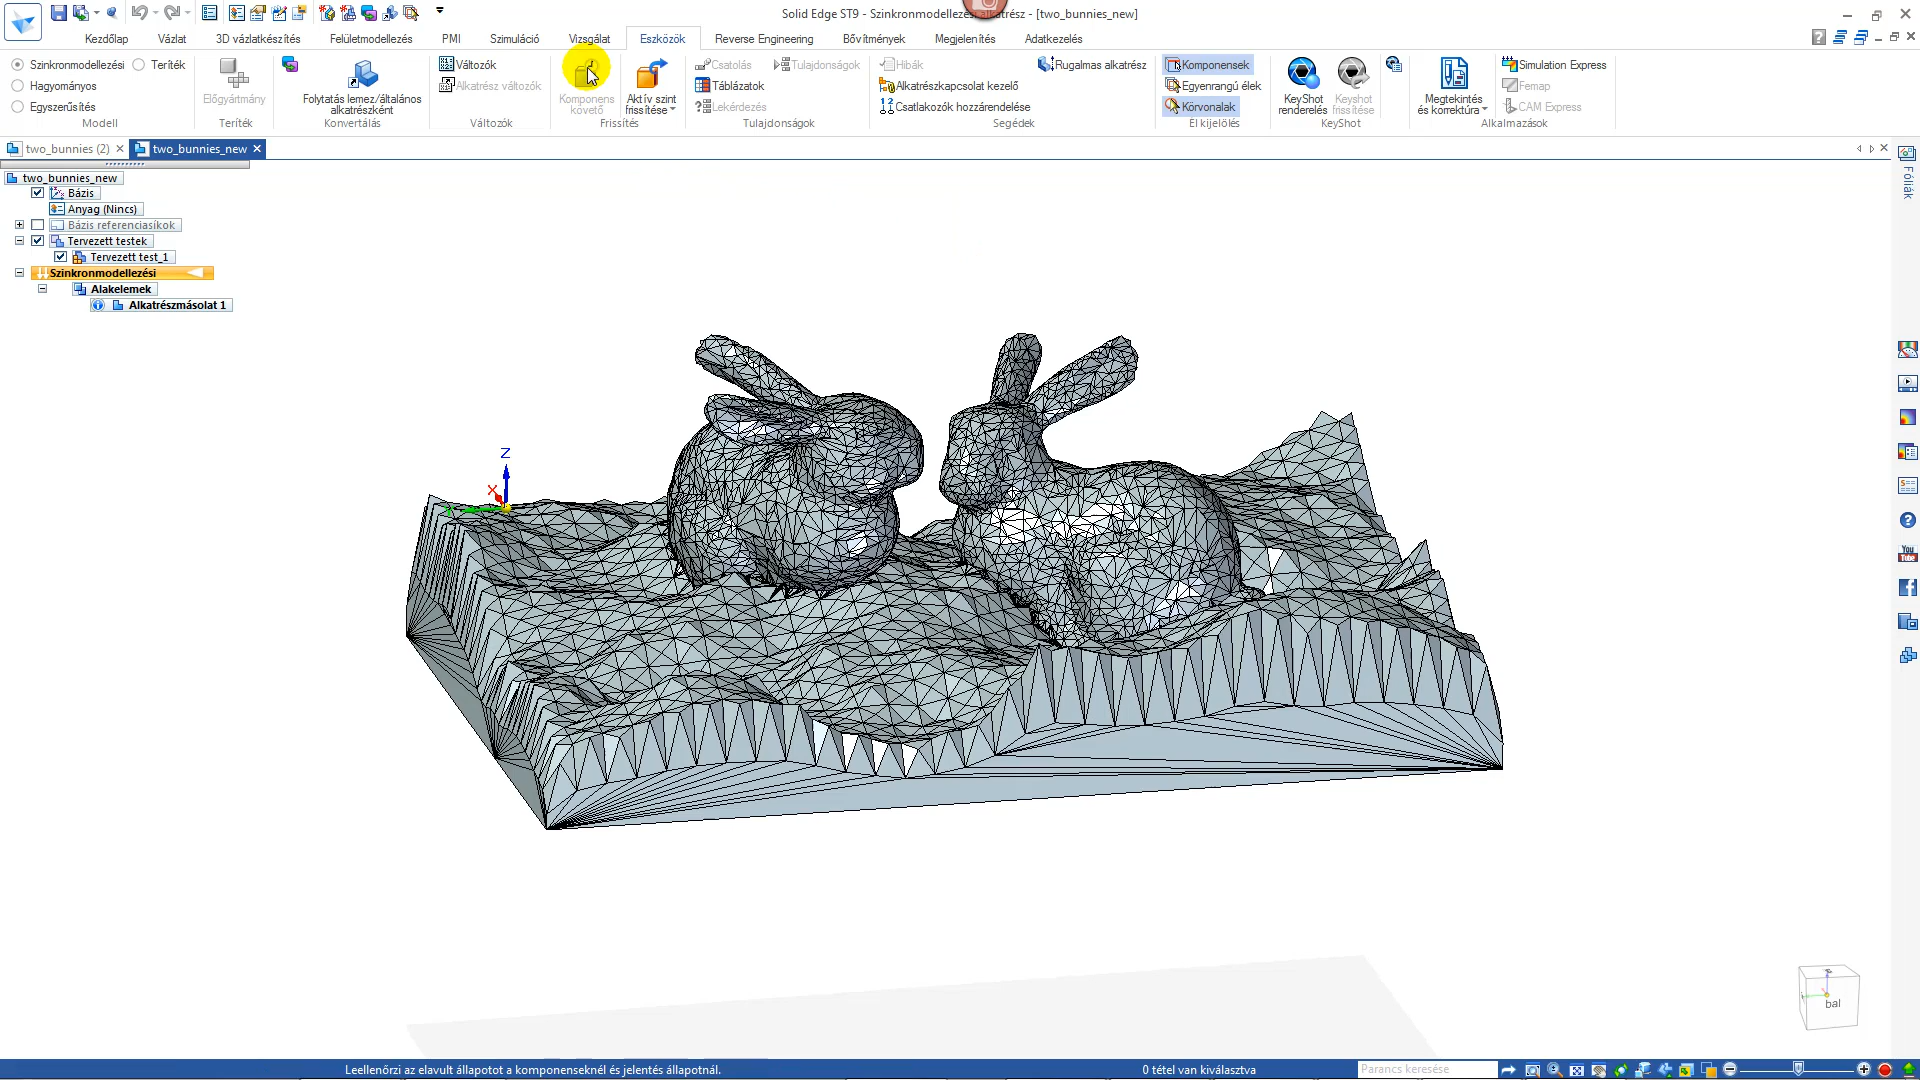 Solid Edge ST9 - Szinkronmodellezési alkatrész - [two_bunnies_new]
Kezdőlap Vázlat 3D vázlatkészítés Felületmodellezés PMI Szimuláció Vizsgálat Eszközök Reverse Engineering Bővítmények Megjelenítés Adatkezelés
Szinkronmodellezési Teríték
Hagyományos
Egyszerűsítés
Modell
Előgyártmány
Teríték
Folytatás lemez/általános
alkatrészként
Konvertálás
Változók
Alkatrész változók
Változók
Komponens
követő
Aktív szint
frissítése
Frissítés
Csatolás Tulajdonságok
Táblázatok
Lekérdezés
Tulajdonságok
Hibák Rugalmas alkatrész
Alkatrészkapcsolat kezelő
Csatlakozók hozzárendelése
Segédek
Komponensek
Egyenrangú élek
Körvonalak
Él kijelölés
KeyShot
renderelés
Keyshot
frissítése
KeyShot
Megtekintés
és korrektúra
Simulation Express
Femap
CAM Express
Alkalmazások
two_bunnies (2) two_bunnies_new
two_bunnies_new
Bázis
Anyag (Nincs)
Bázis referenciasíkok
Tervezett testek
Tervezett test_1
Szinkronmodellezési
Alakelemek
Alkatrészmásolat 1
Fóliák
Z
X
You
Tube
bal
Leellenőrzi az elavult állapotot a komponenseknél és jelentés állapotnál. 0 tétel van kiválasztva Parancs keresése